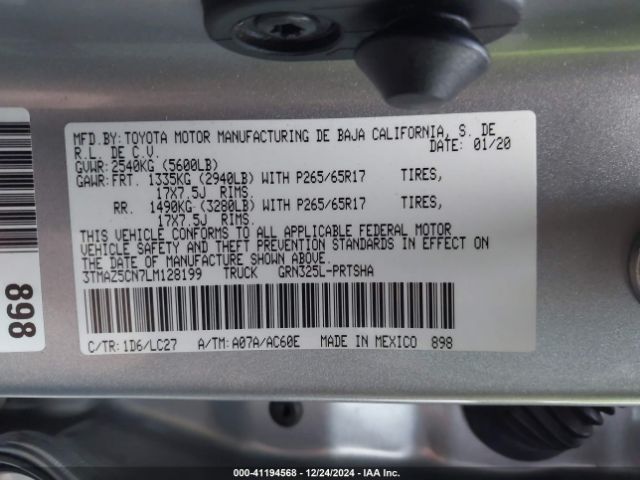 MFD.BY:TOYOTA MOTOR MANUFACTURING DE BAJA CALIFORNIA, S. DE
R.L. DE C.V. DATE: 01/20
GVWR:2540KG (5600LB)
GAWR:FRT. 1335KG (2940LB) WITH P265/65R17 TIRES,
17X7.5J RIMS.
RR. 1490KG (3280LB) WITH P265/65R17 TIRES,
17X7.5J RIMS.
THIS VEHICLE CONFORMS TO ALL APPLICABLE FEDERAL MOTOR
VEHICLE SAFETY AND THEFT PREVENTION STANDARDS IN EFFECT ON
THE DATE OF MANUFACTURE SHOWN ABOVE.
3TMAZ5CN7LM128199 TRUCK GRN325L-PRTSHA
C/TR:1D6/LC27 A/TM:A07A/AC60E MADE IN MEXICO 898
898
000-41194568 - 12/24/2024 - IAA Inc.